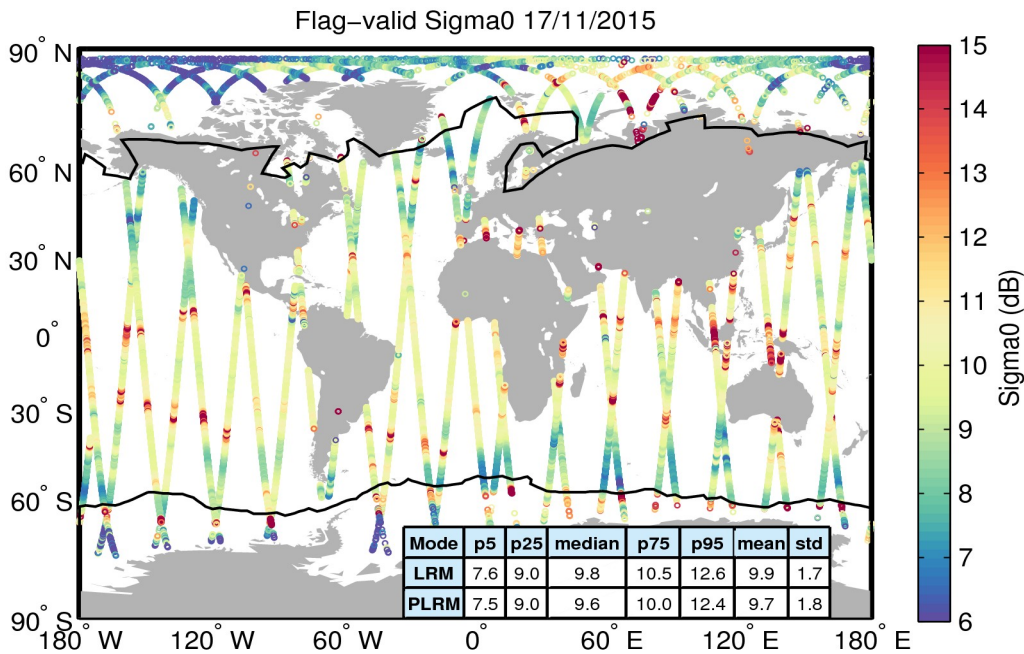 Flag−valid Sigma0 17/11/2015
90° N
60° N
30° N
0°
30° S
60° S
90° S
180° W
120° W
60° W
0°
60° E
120° E
180° E
15
14
13
12
11
10
9
8
7
6
Sigma0 (dB)
Mode p5 p25 median p75 p95 mean std
LRM 7.6 9.0 9.8 10.5 12.6 9.9 1.7
PLRM 7.5 9.0 9.6 10.0 12.4 9.7 1.8